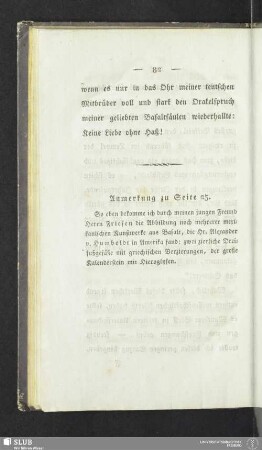 — 82 —
wenn es nur in das Ohr meiner teutschen
Mitbrüder voll und stark den Orakelspruch
meiner geliebten Basaltsäulen wiederhallte:
Keine Liebe ohne Haß!
Anmerkung zu Seite 25.
So eben bekomme ich durch meinen jungen Freund
Herrn Friesen die Abbildung noch mehrerer mexi
kanischen Kunstwerke aus Basalt, die Hr. Alexander
v. Humboldt in Amerika fand: zwei zierliche
mit griechischen Verzierungen, der große
Kalenderstein mit Hieroglyfen.
SLUB
Wir führen Wissen.